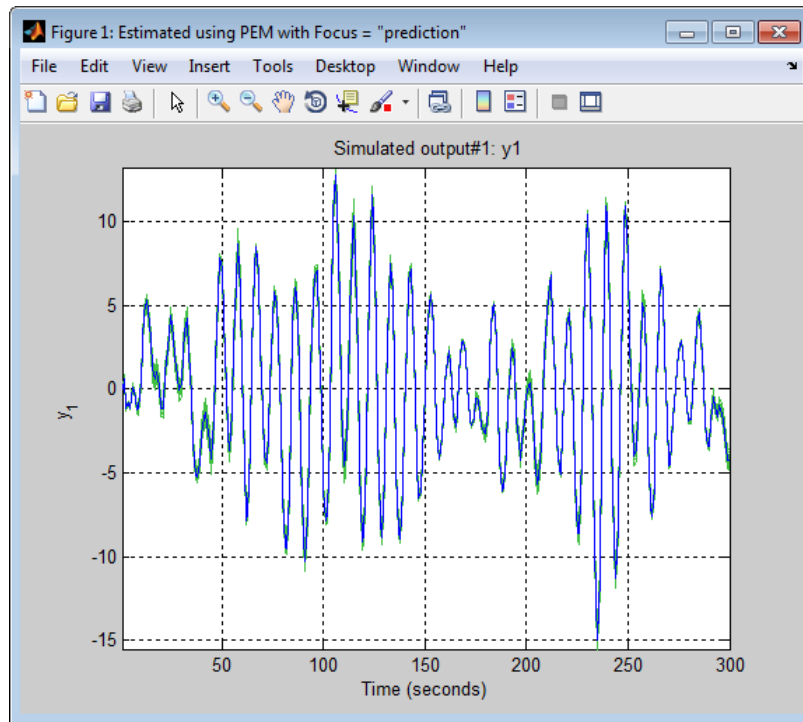 Figure 1: Estimated using PEM with Focus = "prediction"
File Edit View Insert Tools Desktop Window Help
Simulated output#1: y1
10
5
0
-5
-10
-15
y1
50 100 150 200 250 300
Time (seconds)